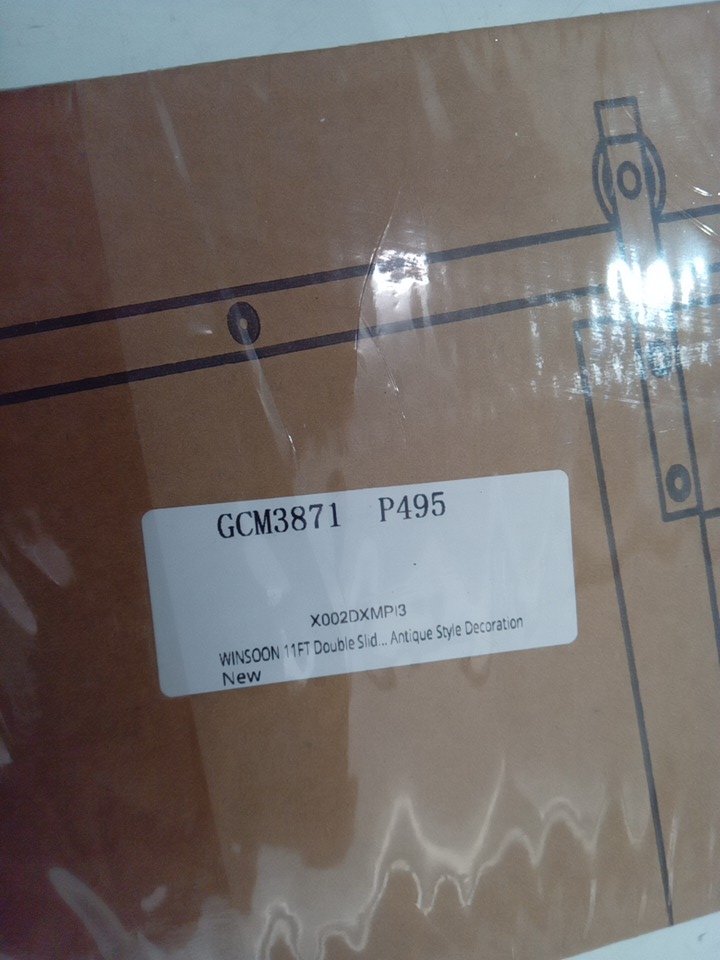 GCM3871 P495
X002DXMPI3
WINSOON 11FT Double Slid... Antique Style Decoration
New